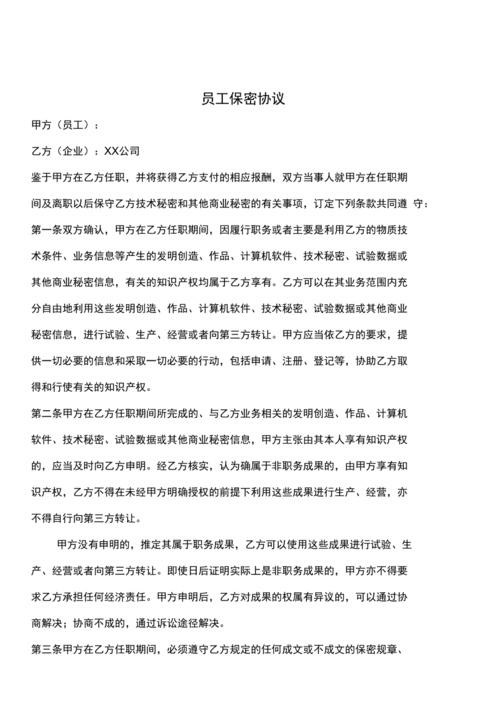 员工保密协议
甲方（员工）：
乙方（企业）：XX公司
鉴于甲方在乙方任职，并将获得乙方支付的相应报酬，双方当事人就甲方在任职期
间及离职以后保守乙方技术秘密和其他商业秘密的有关事项，订定下列条款共同遵 守：
第一条双方确认，甲方在乙方任职期间，因履行职务或者主要是利用乙方的物质技
术条件、业务信息等产生的发明创造、作品、计算机软件、技术秘密、试验数据或
其他商业秘密信息，有关的知识产权均属于乙方享有。乙方可以在其业务范围内充
分自由地利用这些发明创造、作品、计算机软件、技术秘密、试验数据或其他商业
秘密信息，进行试验、生产、经营或者向第三方转让。甲方应当依乙方的要求，提
供一切必要的信息和采取一切必要的行动，包括申请、注册、登记等，协助乙方取
得和行使有关的知识产权。
第二条甲方在乙方任职期间所完成的、与乙方业务相关的发明创造、作品、计算机
软件、技术秘密、试验数据或其他商业秘密信息，甲方主张由其本人享有知识产权
的，应当及时向乙方申明。经乙方核实，认为确属于非职务成果的，由甲方享有知
识产权，乙方不得在未经甲方明确授权的前提下利用这些成果进行生产、经营，亦
不得自行向第三方转让。
甲方没有申明的，推定其属于职务成果，乙方可以使用这些成果进行试验、生
产、经营或者向第三方转让。即使日后证明实际上是非职务成果的，甲方亦不得要
求乙方承担任何经济责任。甲方申明后，乙方对成果的权属有异议的，可以通过协
商解决；协商不成的，通过诉讼途径解决。
第三条甲方在乙方任职期间，必须遵守乙方规定的任何成文或不成文的保密规章、